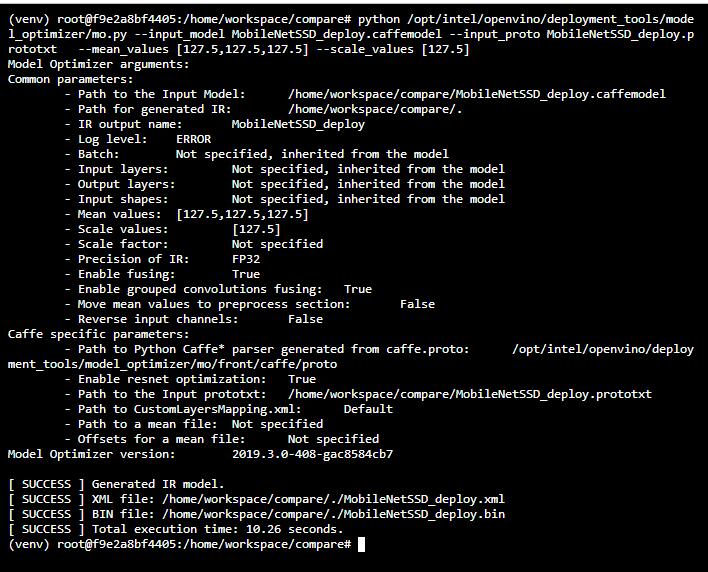 (venv) root@f9e2a8bf4405:/home/workspace/compare# python /opt/intel/openvino/deployment_tools/mode
l_optimizer/mo.py --input_model MobileNetSSD_deploy.caffemodel --input_proto MobileNetSSD_deploy.p
rototxt  --mean_values [127.5,127.5,127.5] --scale_values [127.5]
Model Optimizer arguments:
Common parameters:
- Path to the Input Model: /home/workspace/compare/MobileNetSSD_deploy.caffemodel
- Path for generated IR: /home/workspace/compare/.
- IR output name: MobileNetSSD_deploy
- Log level: ERROR
- Batch: Not specified, inherited from the model
- Input layers: Not specified, inherited from the model
- Output layers: Not specified, inherited from the model
- Input shapes: Not specified, inherited from the model
- Mean values: [127.5,127.5,127.5]
- Scale values: [127.5]
- Scale factor: Not specified
- Precision of IR: FP32
- Enable fusing: True
- Enable grouped convolutions fusing: True
- Move mean values to preprocess section: False
- Reverse input channels: False
Caffe specific parameters:
- Path to Python Caffe* parser generated from caffe.proto: /opt/intel/openvino/deploy
ment_tools/model_optimizer/mo/front/caffe/proto
- Enable resnet optimization: True
- Path to the Input prototxt: /home/workspace/compare/MobileNetSSD_deploy.prototxt
- Path to CustomLayersMapping.xml: Default
- Path to a mean file: Not specified
- Offsets for a mean file: Not specified
Model Optimizer version: 2019.3.0-408-gac8584cb7
[ SUCCESS ] Generated IR model.
[ SUCCESS ] XML file: /home/workspace/compare/./MobileNetSSD_deploy.xml
[ SUCCESS ] BIN file: /home/workspace/compare/./MobileNetSSD_deploy.bin
[ SUCCESS ] Total execution time: 10.26 seconds.
(venv) root@f9e2a8bf4405:/home/workspace/compare#